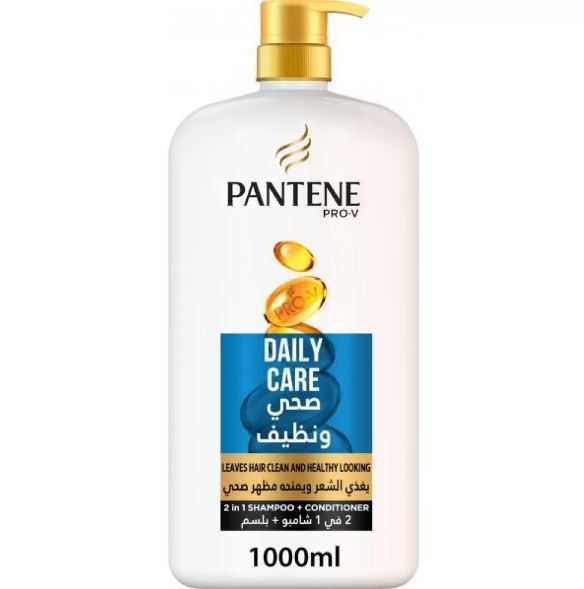 PANTENE
PRO-V
PRO-V
DAILY
CARE
صحي
ونظيف
LEAVES HAIR CLEAN AND HEALTHY LOOKING
يغذي الشعر ويمنحه مظهر صحي
2 in 1 SHAMPOO + CONDITIONER
2 في 1 شامبو + بلسم
1000ml